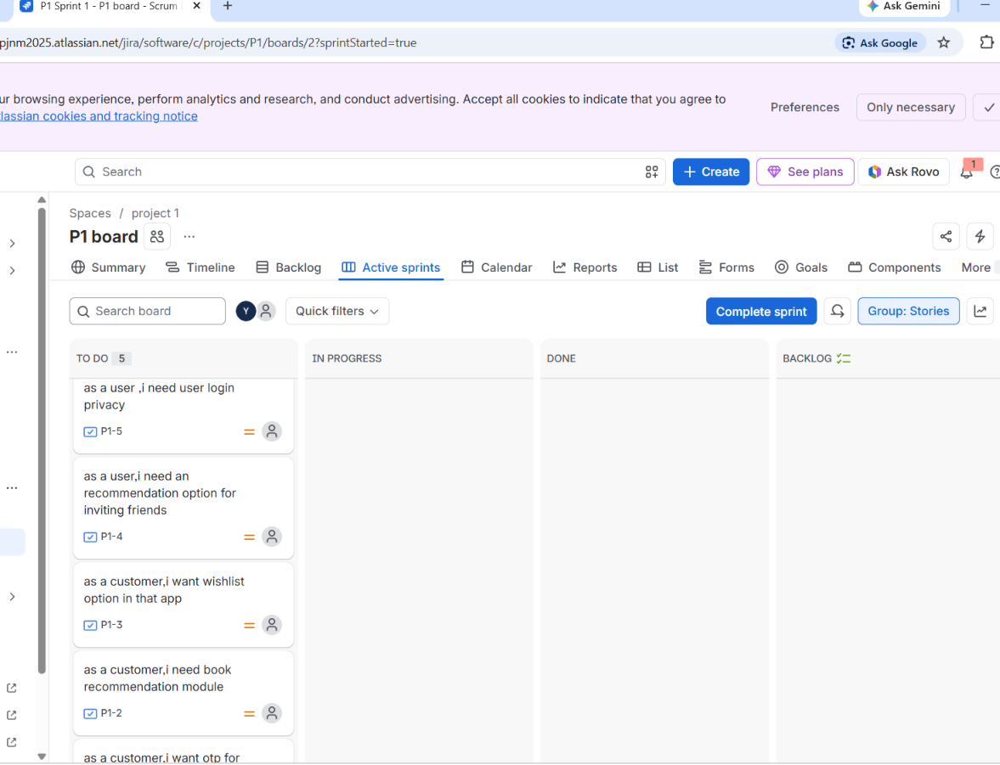 P1 Sprint 1 - P1 board - Scrum
Ask Gemini
pjnm2025.atlassian.net/jira/software/c/projects/P1/boards/2?sprintStarted=true
Ask Google
ur browsing experience, perform analytics and research, and conduct advertising. Accept all cookies to indicate that you agree to
tlassian cookies and tracking notice
Preferences
Only necessary
Search
Create
See plans
Ask Rovo
1
Spaces / project 1
P1 board
Summary
Timeline
Backlog
Active sprints
Calendar
Reports
List
Forms
Goals
Components
More
Search board
Y
Quick filters
Complete sprint
Group: Stories
TO DO 5
IN PROGRESS
DONE
BACKLOG
as a user ,i need user login
privacy
P1-5
as a user,i need an
recommendation option for
inviting friends
P1-4
as a customer,i want wishlist
option in that app
P1-3
as a customer,i need book
recommendation module
P1-2
as a customer,i want otp for